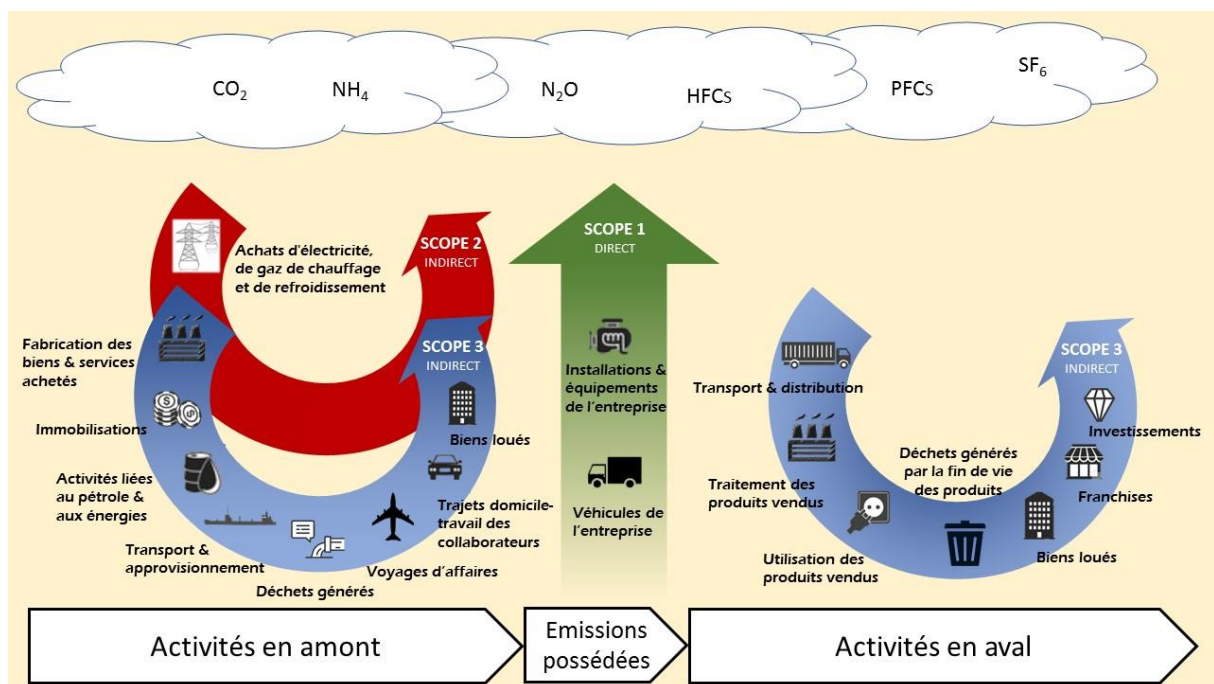 CO₂
NH₄
N₂O
HFCs
PFCs
SF₆
Achats d'électricité,
de gaz de chauffage
et de refroidissement
SCOPE 2
INDIRECT
Fabrication des
biens & services
achetés
Immobilisations
Activités liées
au pétrole &
aux énergies
Transport &
approvisionnement
Déchets générés
Voyages d'affaires
Trajets domicile-
travail des
collaborateurs
Biens loués
SCOPE 3
INDIRECT
SCOPE 1
DIRECT
Installations &
équipements
de l'entreprise
Véhicules de
l'entreprise
Transport & distribution
Traitement des
produits vendus
Utilisation des
produits vendus
Déchets générés
par la fin de vie
des produits
Biens loués
Franchises
Investissements
SCOPE 3
INDIRECT
Activités en amont
Emissions
possédées
Activités en aval